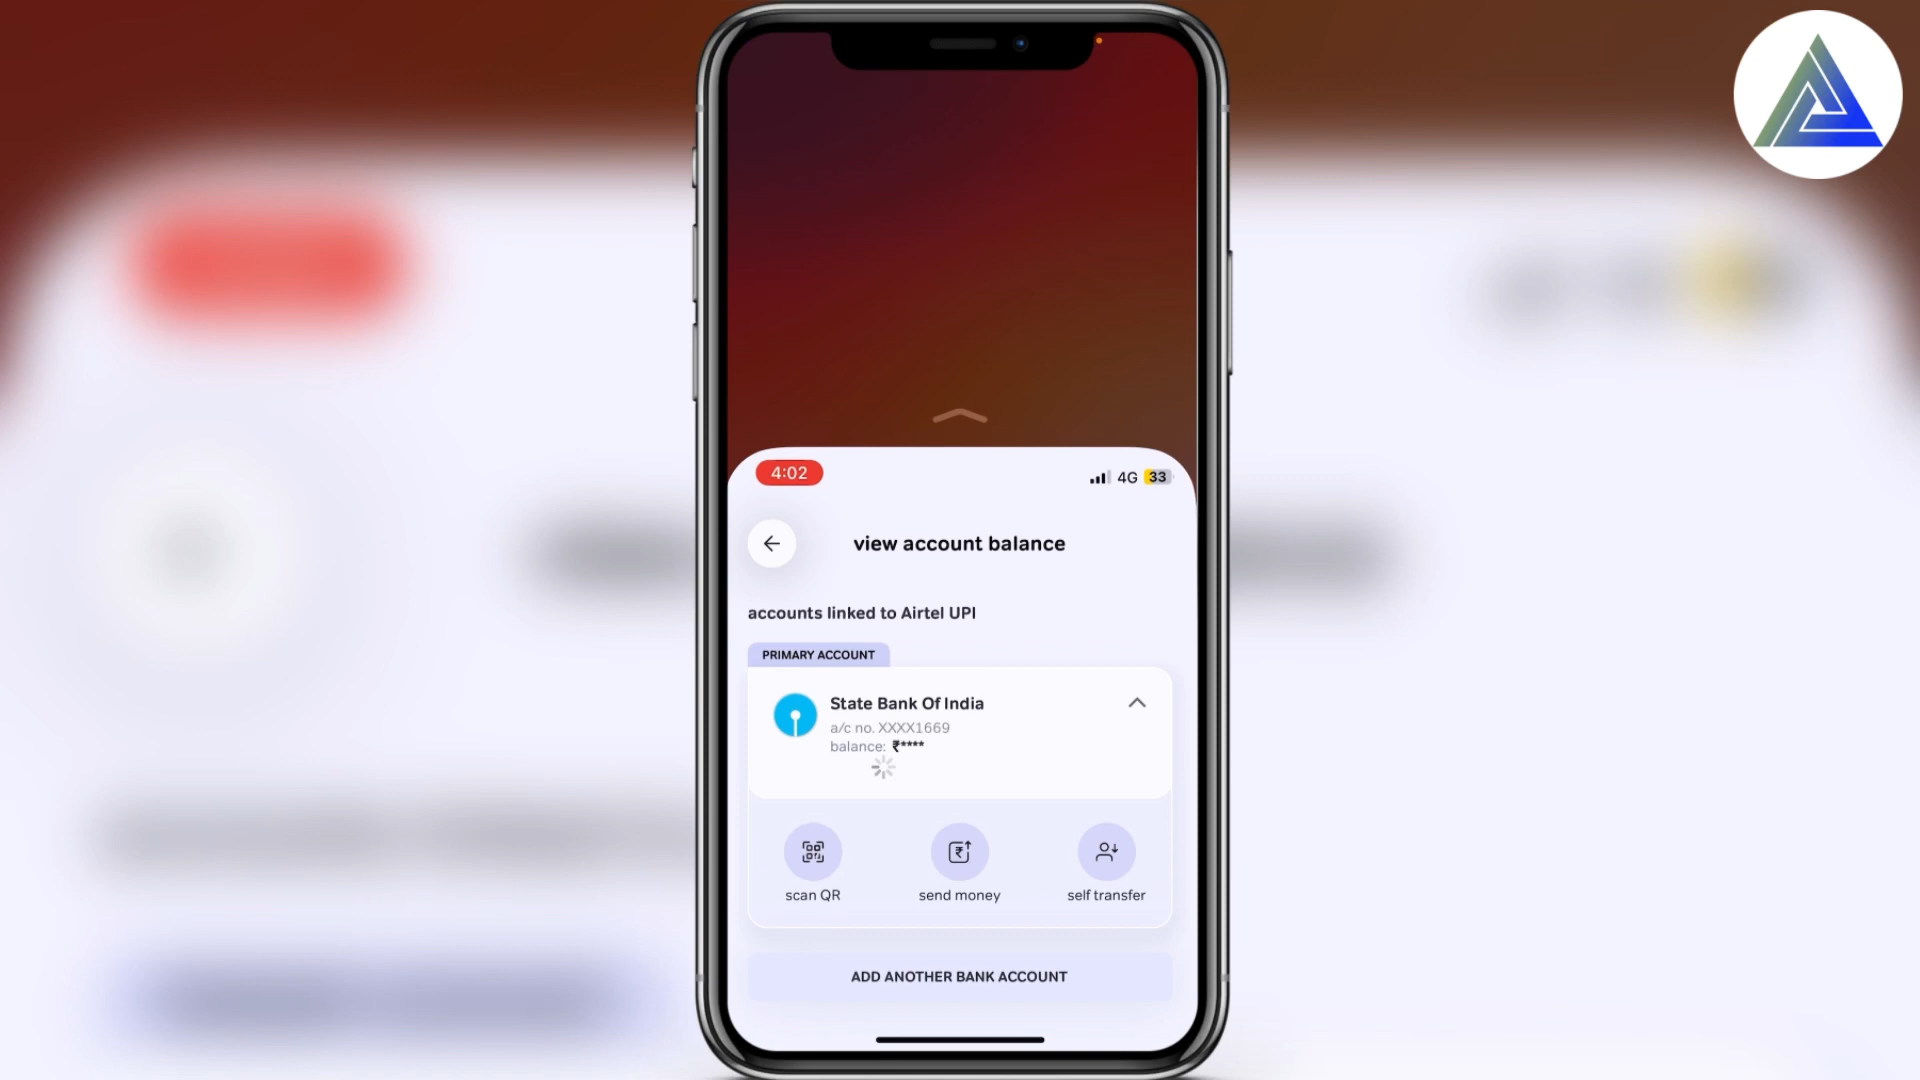 4:02
4G 33
view account balance
accounts linked to Airtel UPI
PRIMARY ACCOUNT
State Bank Of India
a/c no. XXXX1669
balance: ₹****
scan QR
send money
self transfer
ADD ANOTHER BANK ACCOUNT